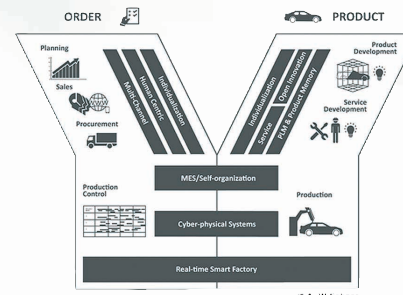 ORDER
PRODUCT
Planning
Sales
Procurement
Multi-Channel
Human Centric
Individualization
Individualization
Service
Open Innovation
PLM & Product Memory
Product
Development
Service
Development
MES/Self-organization
Production
Control
Cyber-physical Systems
Production
Real-time Smart Factory